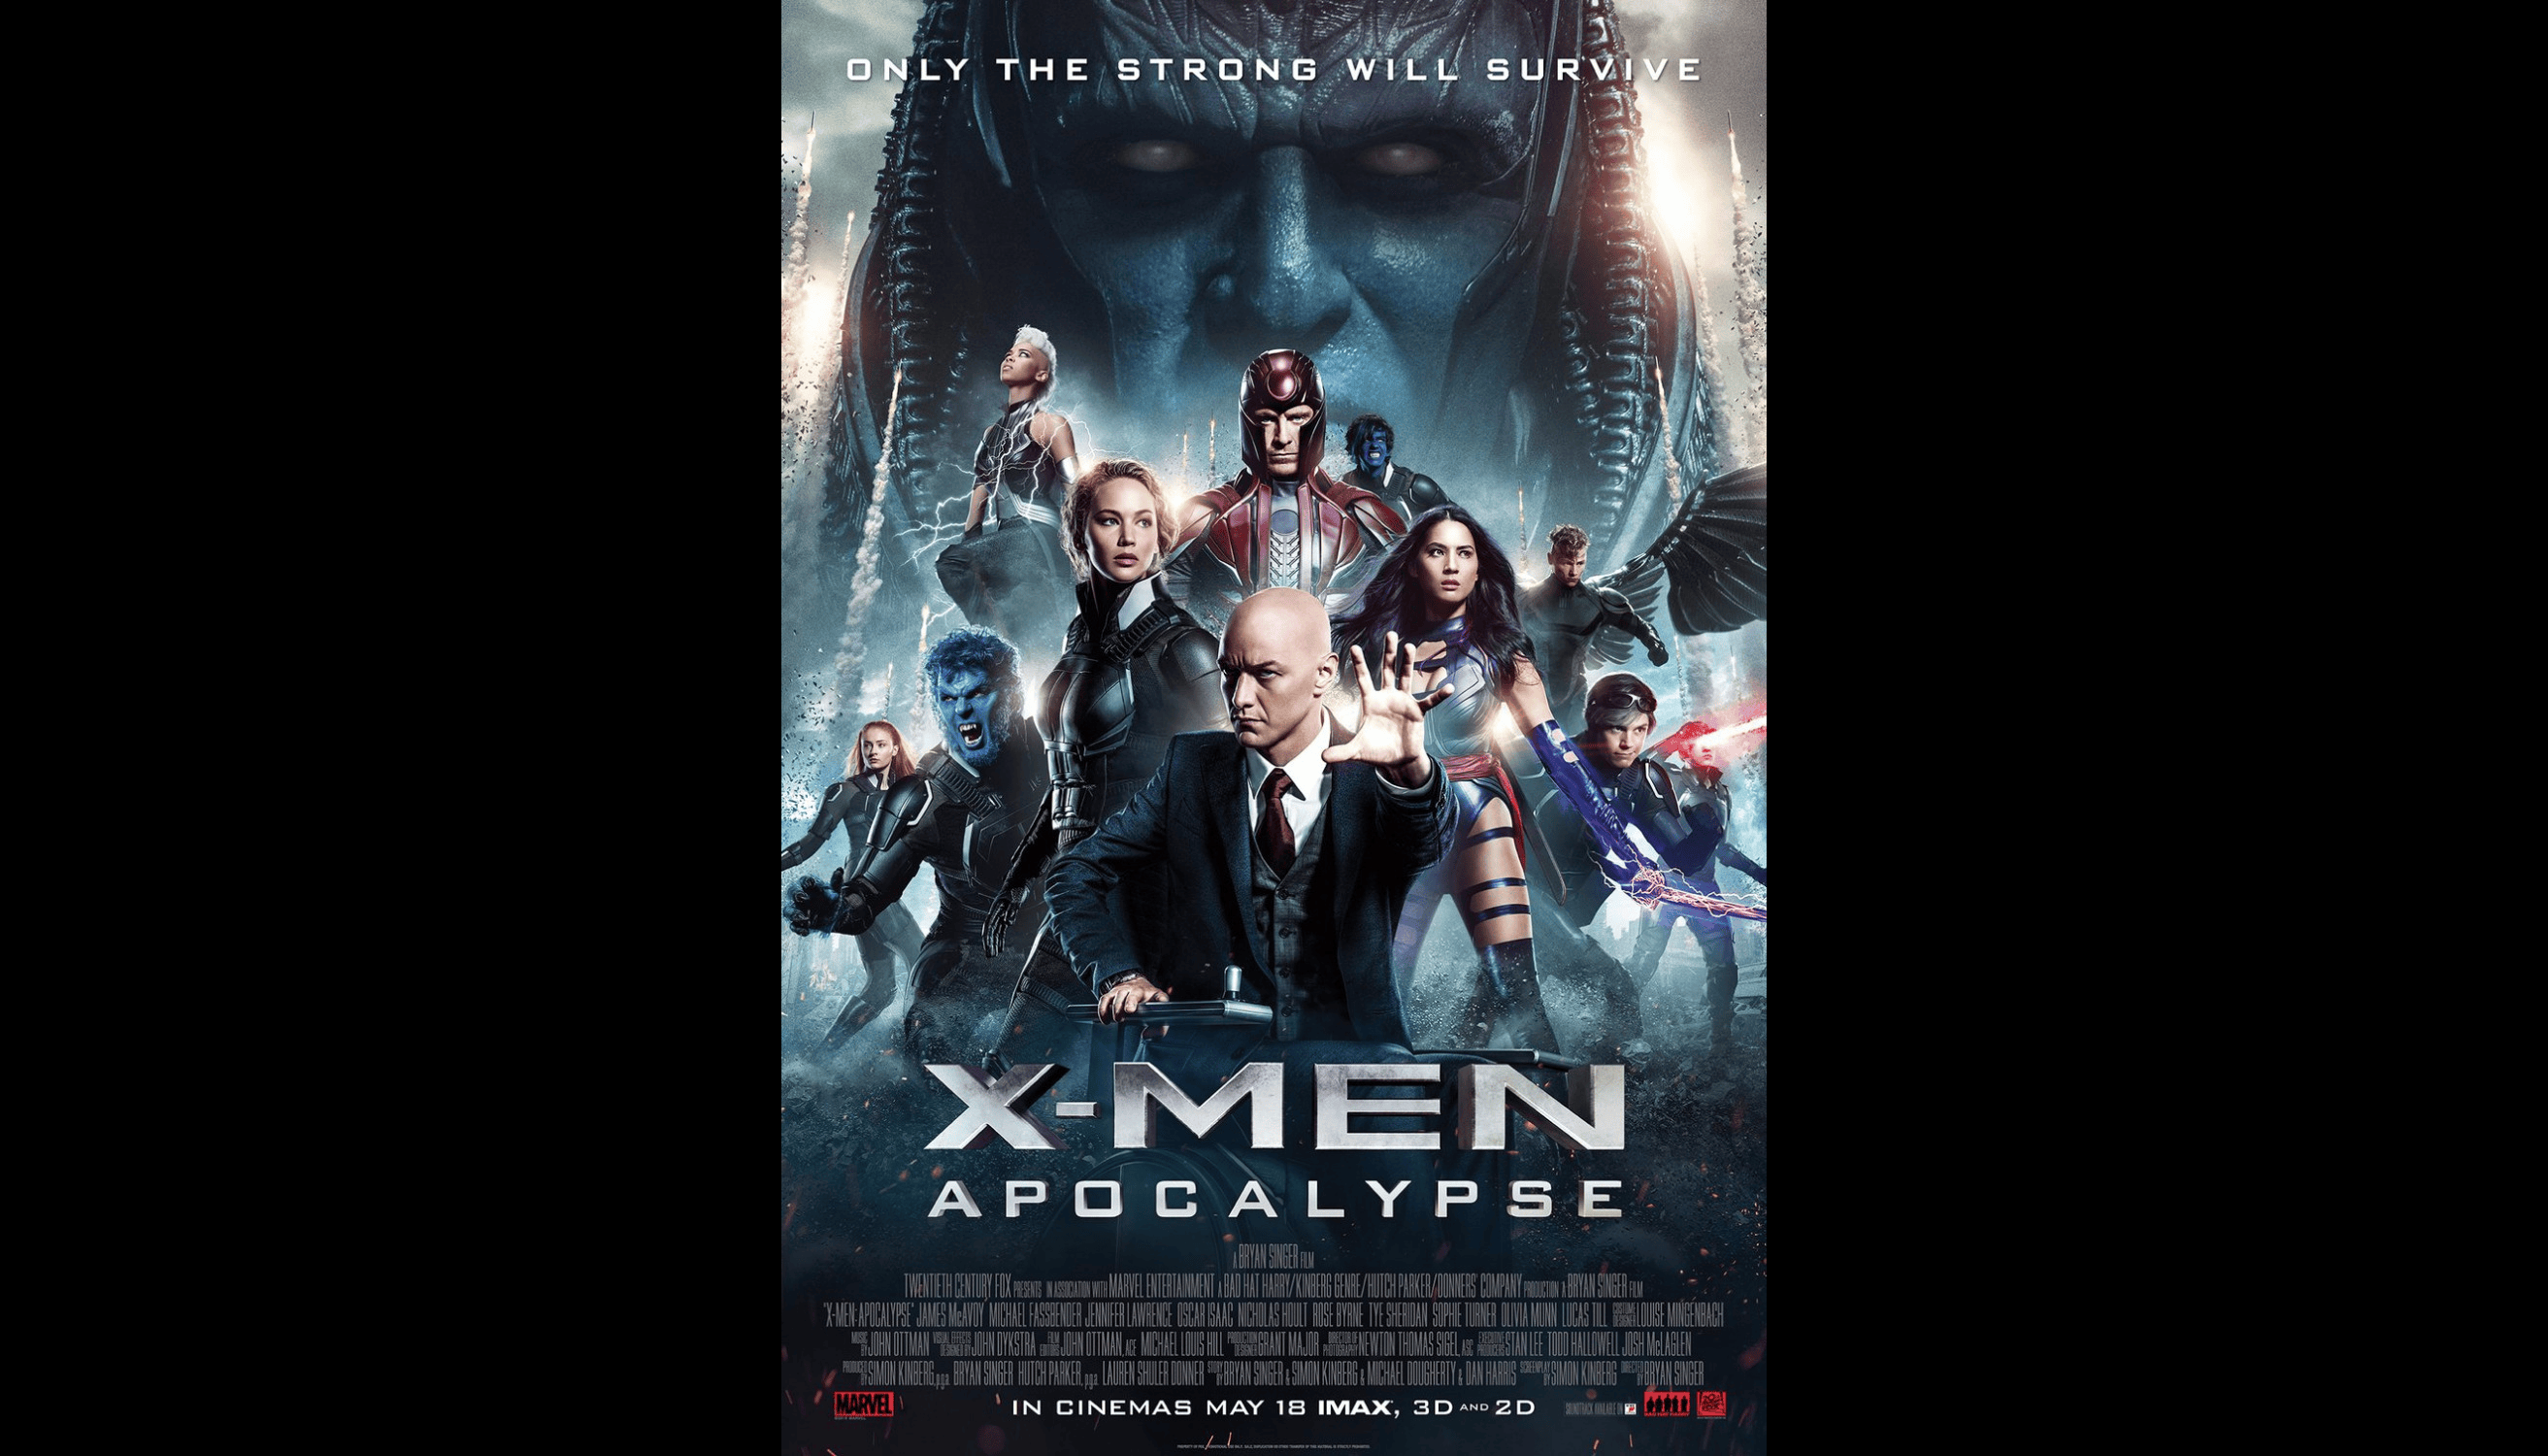 ONLY THE STRONG WILL SURVIVE
X-MEN
APOCALYPSE
A BRYAN SINGER FILM
TWENTIETH CENTURY FOX PRESENTS IN ASSOCIATION WITH MARVEL ENTERTAINMENT A BAD HAT HARRY/KINBERG GENRE/HUTCH PARKER/DONNERS' COMPANY PRODUCTION A BRYAN SINGER FILM
"X-MEN: APOCALYPSE" JAMES McAVOY MICHAEL FASSBENDER JENNIFER LAWRENCE OSCAR ISAAC NICHOLAS HOULT ROSE BYRNE TYE SHERIDAN SOPHIE TURNER OLIVIA MUNN LUCAS TILL COSTUME DESIGNER LOUISE MINGENBACH
MUSIC BY JOHN OTTMAN VISUAL EFFECTS DESIGNED BY JOHN DYKSTRA FILM EDITORS JOHN OTTMAN, ACE MICHAEL LOUIS HILL PRODUCTION DESIGNER GRANT MAJOR DIRECTOR OF PHOTOGRAPHY NEWTON THOMAS SIGEL, ASC EXECUTIVE PRODUCERS STAN LEE TODD HALLOWELL JOSH McLAGLEN
PRODUCED BY SIMON KINBERG, p.g.a. BRYAN SINGER HUTCH PARKER, p.g.a. LAUREN SHULER DONNER STORY BY BRYAN SINGER & SIMON KINBERG & MICHAEL DOUGHERTY & DAN HARRIS SCREENPLAY BY SIMON KINBERG DIRECTED BY BRYAN SINGER
MARVEL IN CINEMAS MAY 18 IMAX, 3D AND 2D SOUNDTRACK AVAILABLE ON